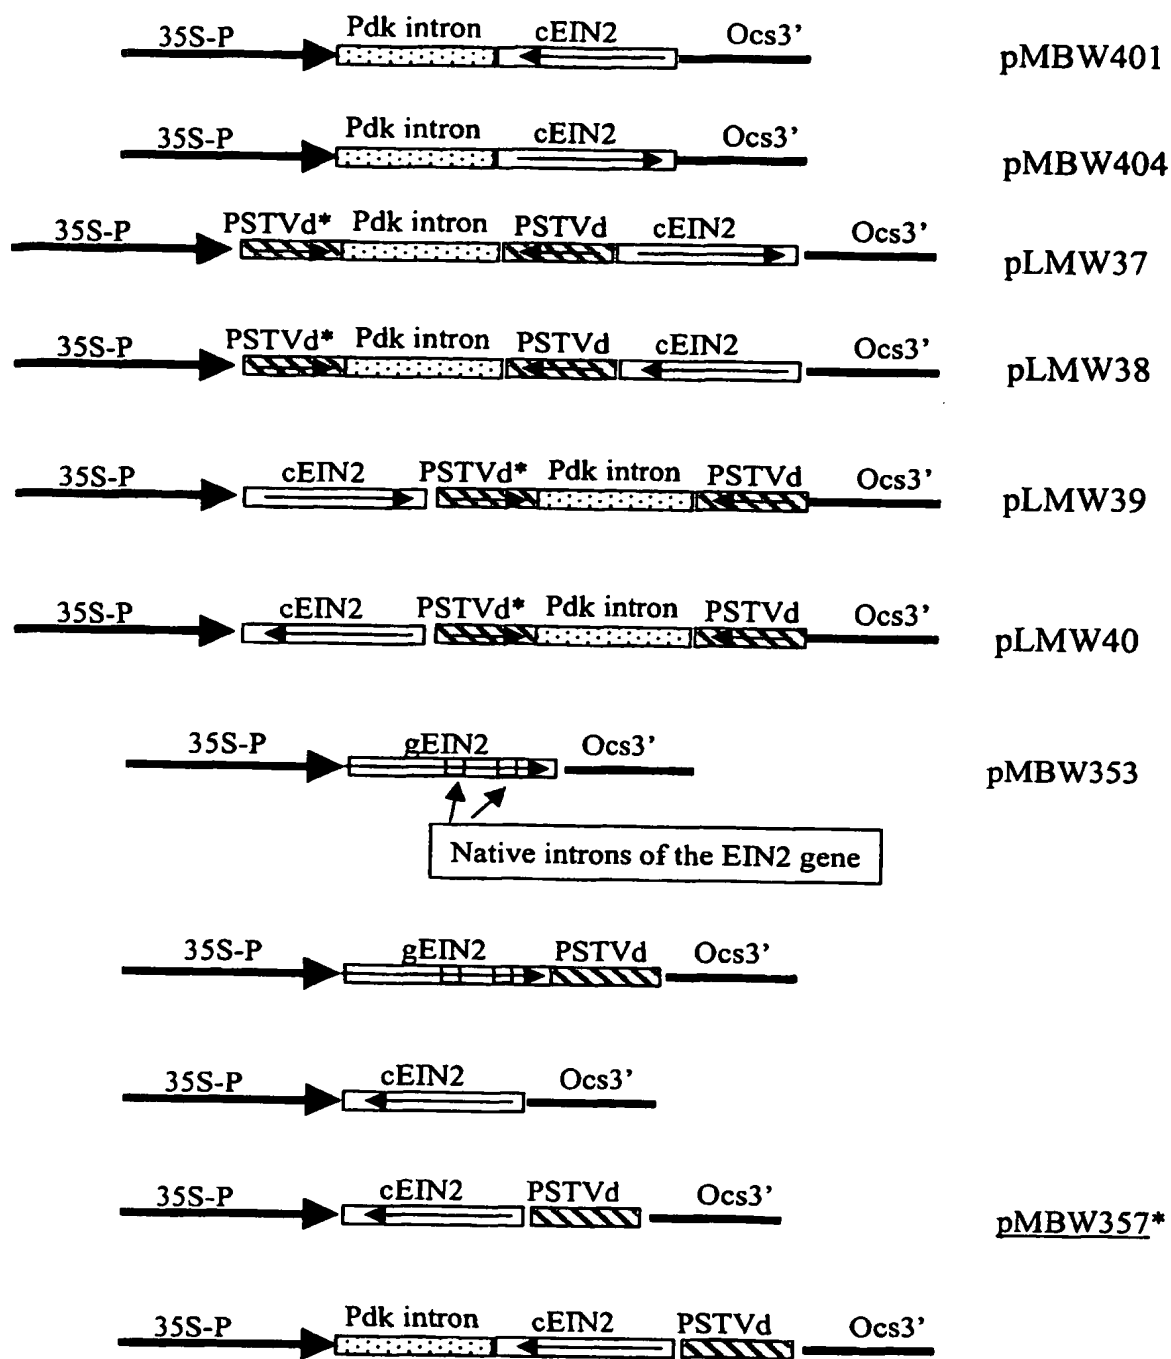 35S-P Pdk intron cEIN2 Ocs3' pMBW401
35S-P Pdk intron cEIN2 Ocs3' pMBW404
35S-P PSTVd* Pdk intron PSTVd cEIN2 Ocs3' pLMW37
35S-P PSTVd* Pdk intron PSTVd cEIN2 Ocs3' pLMW38
35S-P cEIN2 PSTVd* Pdk intron PSTVd Ocs3' pLMW39
35S-P cEIN2 PSTVd* Pdk intron PSTVd Ocs3' pLMW40
35S-P gEIN2 Ocs3' pMBW353
Native introns of the EIN2 gene
35S-P gEIN2 PSTVd Ocs3'
35S-P cEIN2 Ocs3'
35S-P cEIN2 PSTVd Ocs3' pMBW357*
35S-P Pdk intron cEIN2 PSTVd Ocs3'